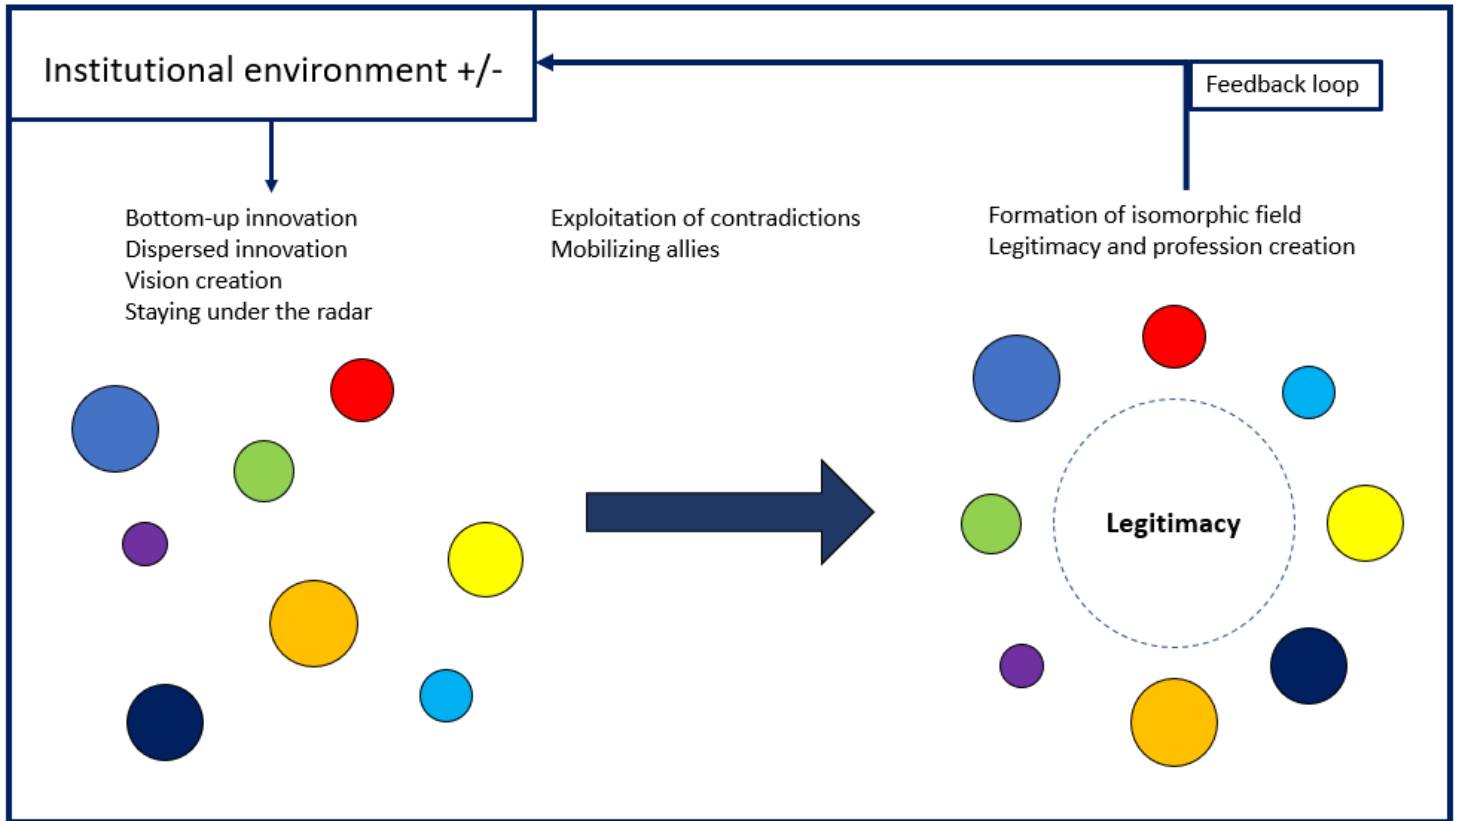 Institutional environment +/-
Feedback loop
Bottom-up innovation
Dispersed innovation
Vision creation
Staying under the radar
Exploitation of contradictions
Mobilizing allies
Formation of isomorphic field
Legitimacy and profession creation
Legitimacy